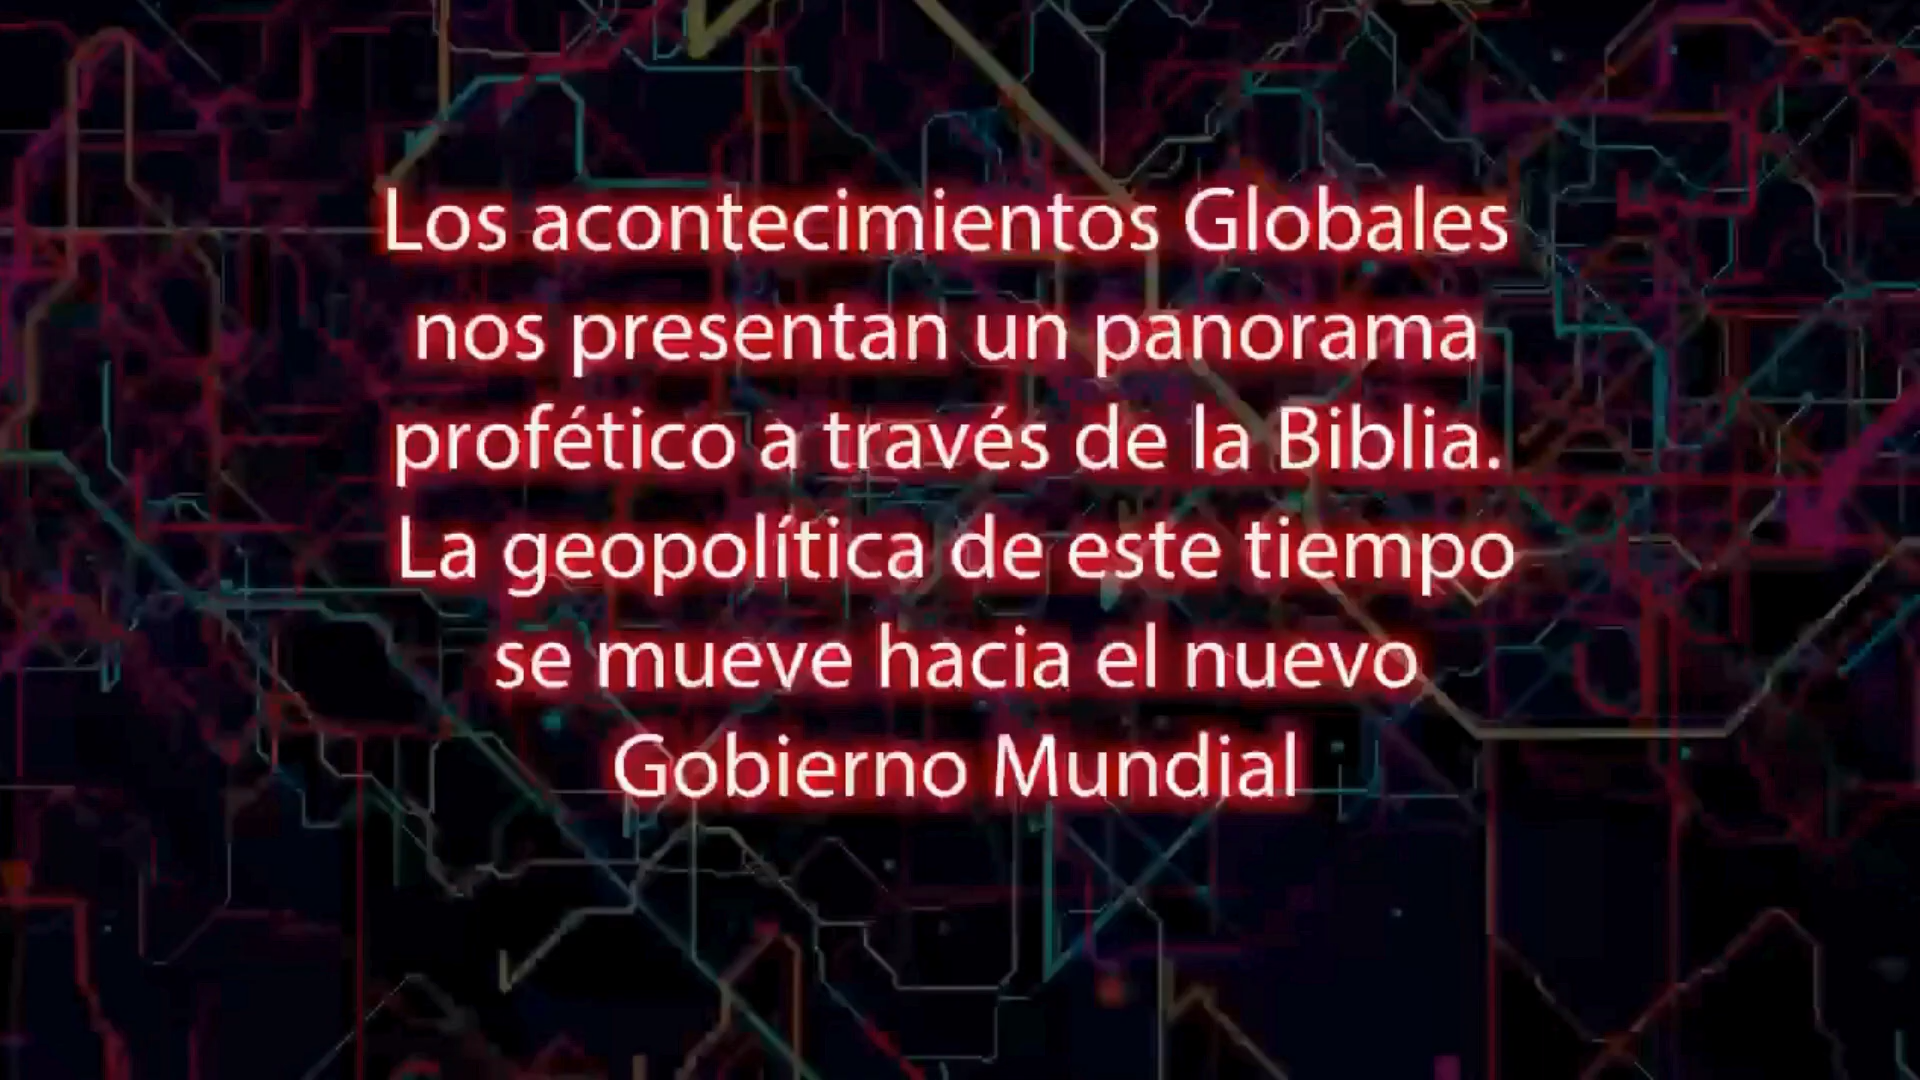 Los acontecimientos Globales
nos presentan un panorama
profético a través de la Biblia.
La geopolítica de este tiempo
se mueve hacia el nuevo
Gobierno Mundial